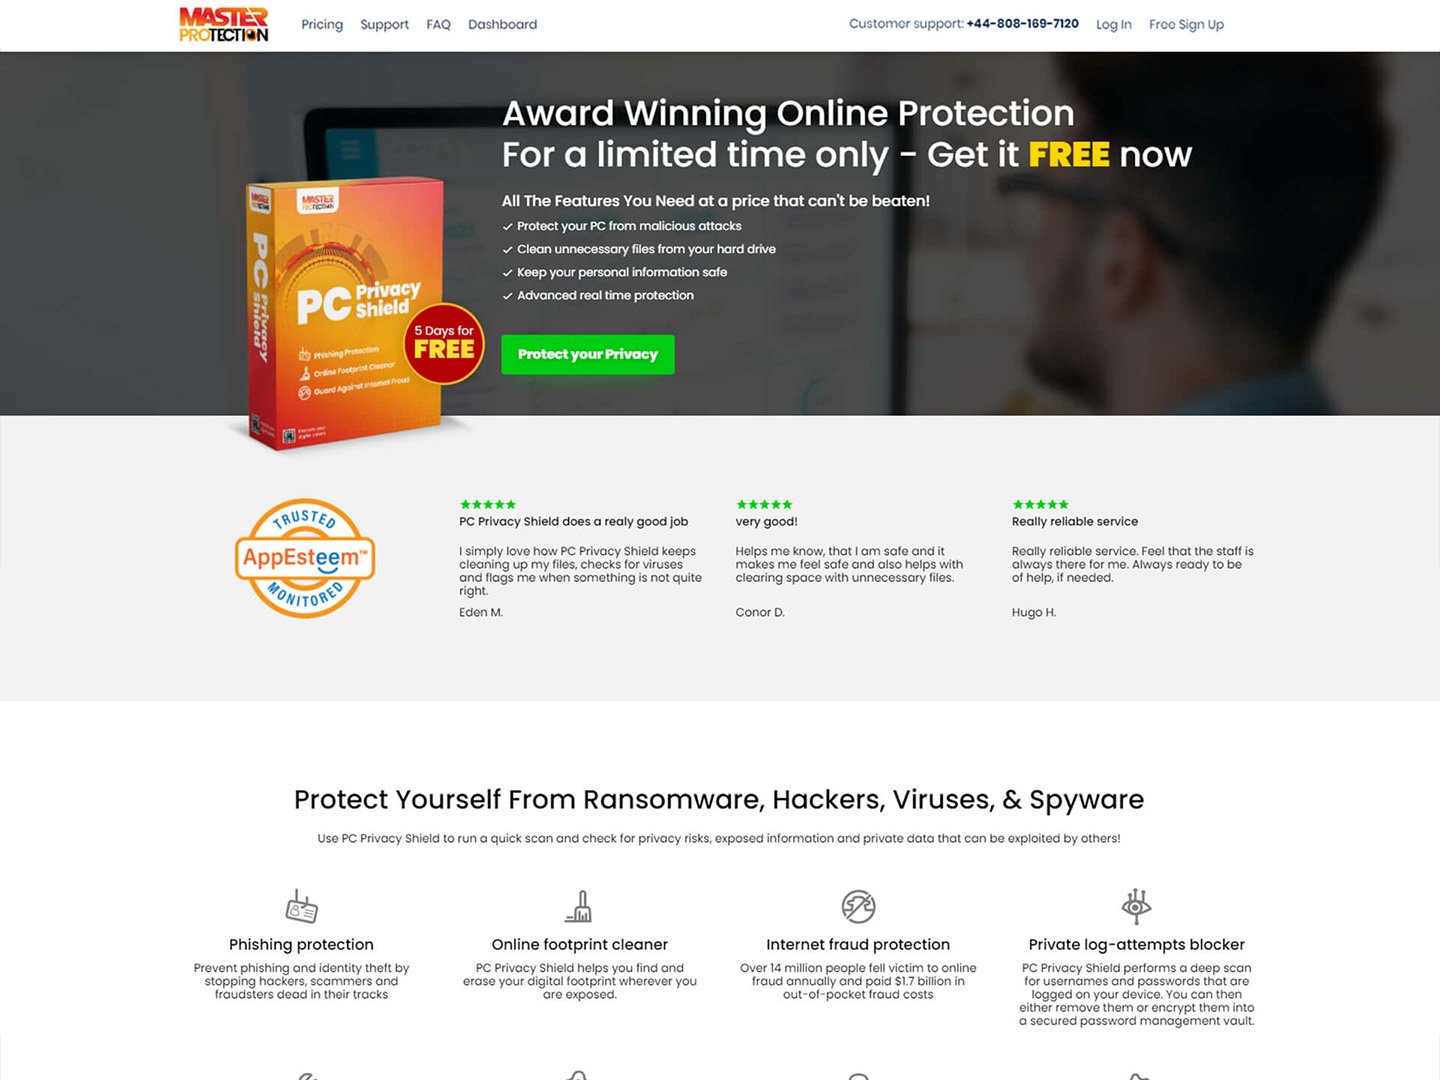 MASTER
PROTECTION
Pricing Support FAQ Dashboard
Customer support: +44-808-169-7120 Log In Free Sign Up
Award Winning Online Protection
For a limited time only - Get it FREE now
All The Features You Need at a price that can't be beaten!
Protect your PC from malicious attacks
Clean unnecessary files from your hard drive
Keep your personal information safe
Advanced real time protection
Protect your Privacy
MASTER
PROTECTION
MASTER
PROTECTION
PC Privacy Shield
PC Privacy
Shield
Phishing Protection
Online Footprint Cleaner
Guard Against Internet Fraud
5 Days for
FREE
TRUSTED
AppEsteem™
MONITORED
PC Privacy Shield does a realy good job
I simply love how PC Privacy Shield keeps
cleaning up my files, checks for viruses
and flags me when something is not quite
right.
Eden M.
very good!
Helps me know, that I am safe and it
makes me feel safe and also helps with
clearing space with unnecessary files.
Conor D.
Really reliable service
Really reliable service. Feel that the staff is
always there for me. Always ready to be
of help, if needed.
Hugo H.
Protect Yourself From Ransomware, Hackers, Viruses, & Spyware
Use PC Privacy Shield to run a quick scan and check for privacy risks, exposed information and private data that can be exploited by others!
Phishing protection
Prevent phishing and identity theft by
stopping hackers, scammers and
fraudsters dead in their tracks
Online footprint cleaner
PC Privacy Shield helps you find and
erase your digital footprint wherever you
are exposed.
Internet fraud protection
Over 14 million people fell victim to online
fraud annually and paid $1.7 billion in
out-of-pocket fraud costs
Private log-attempts blocker
PC Privacy Shield performs a deep scan
for usernames and passwords that are
logged on your device. You can then
either remove them or encrypt them into
a secured password management vault.